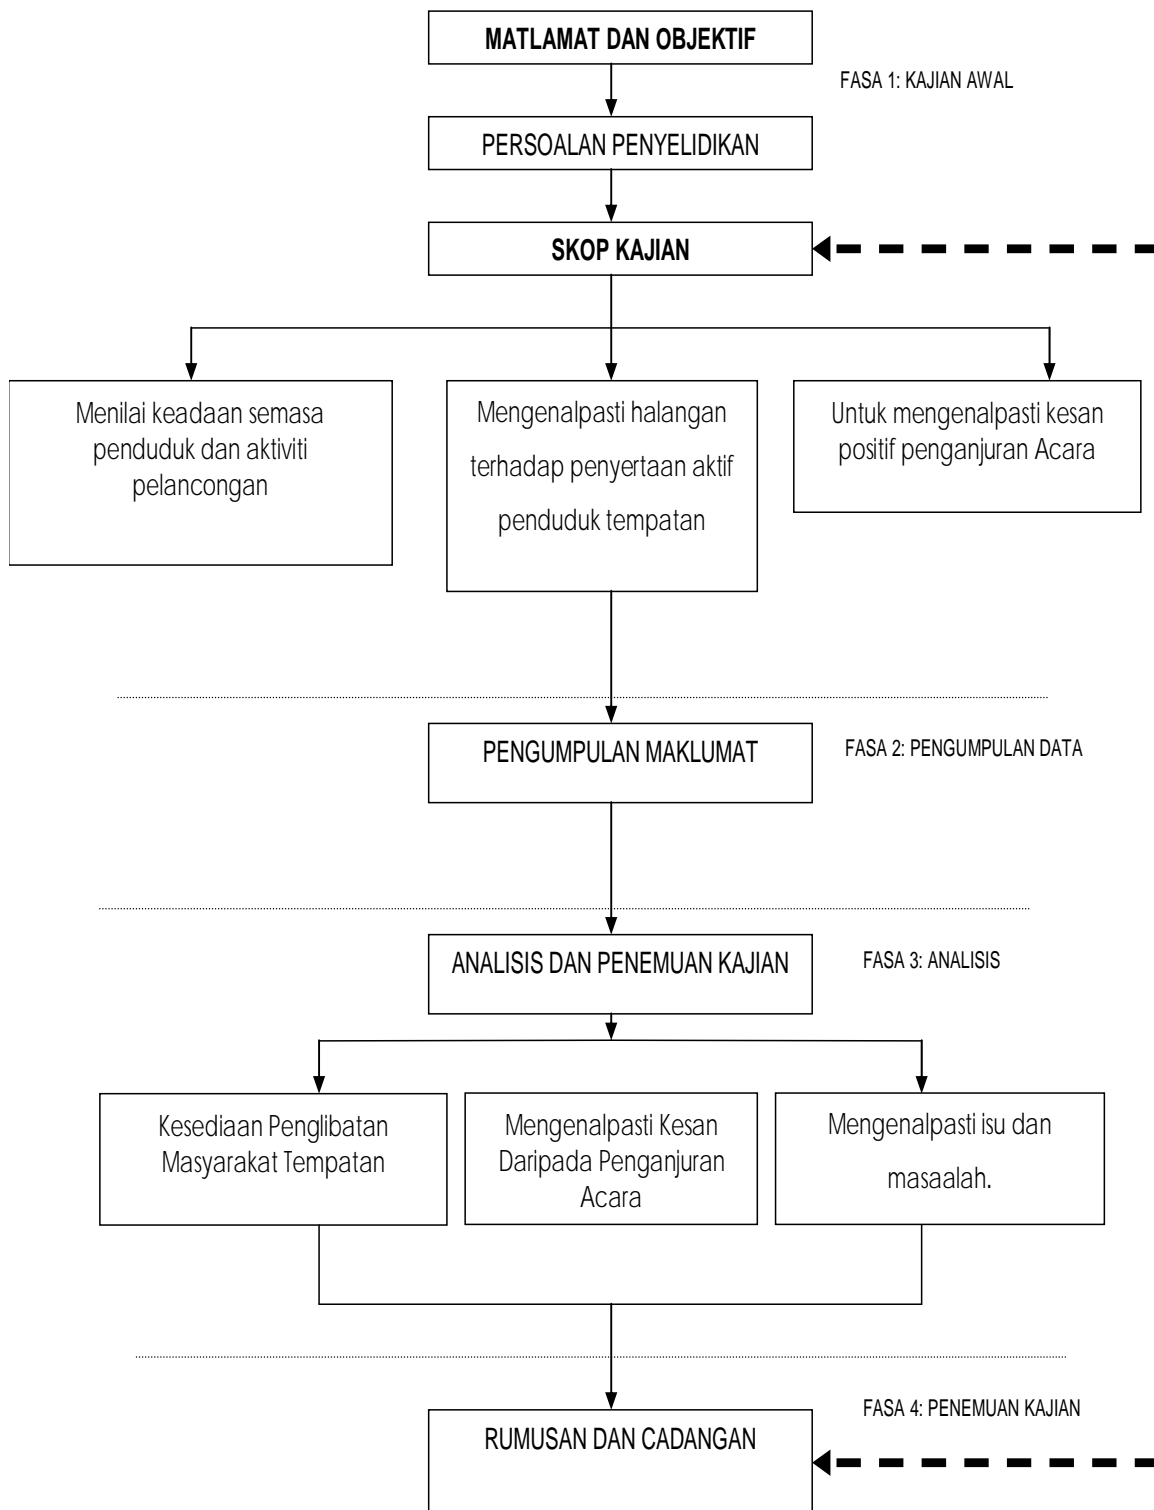 MATLAMAT DAN OBJEKTIF
FASA 1: KAJIAN AWAL
PERSOALAN PENYELIDIKAN
SKOP KAJIAN
Menilai keadaan semasa
penduduk dan aktiviti
pelancongan
Mengenalpasti halangan
terhadap penyertaan aktif
penduduk tempatan
Untuk mengenalpasti kesan
positif penganjuran Acara
PENGUMPULAN MAKLUMAT
FASA 2: PENGUMPULAN DATA
ANALISIS DAN PENEMUAN KAJIAN
FASA 3: ANALISIS
Kesediaan Penglibatan
Masyarakat Tempatan
Mengenalpasti Kesan
Daripada Penganjuran
Acara
Mengenalpasti isu dan
masaalah.
FASA 4: PENEMUAN KAJIAN
RUMUSAN DAN CADANGAN